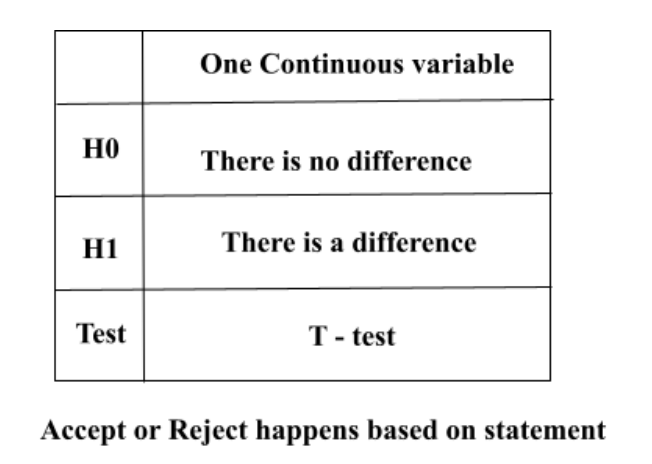 One Continuous variable
H0 There is no difference
H1 There is a difference
Test T - test
Accept or Reject happens based on statement